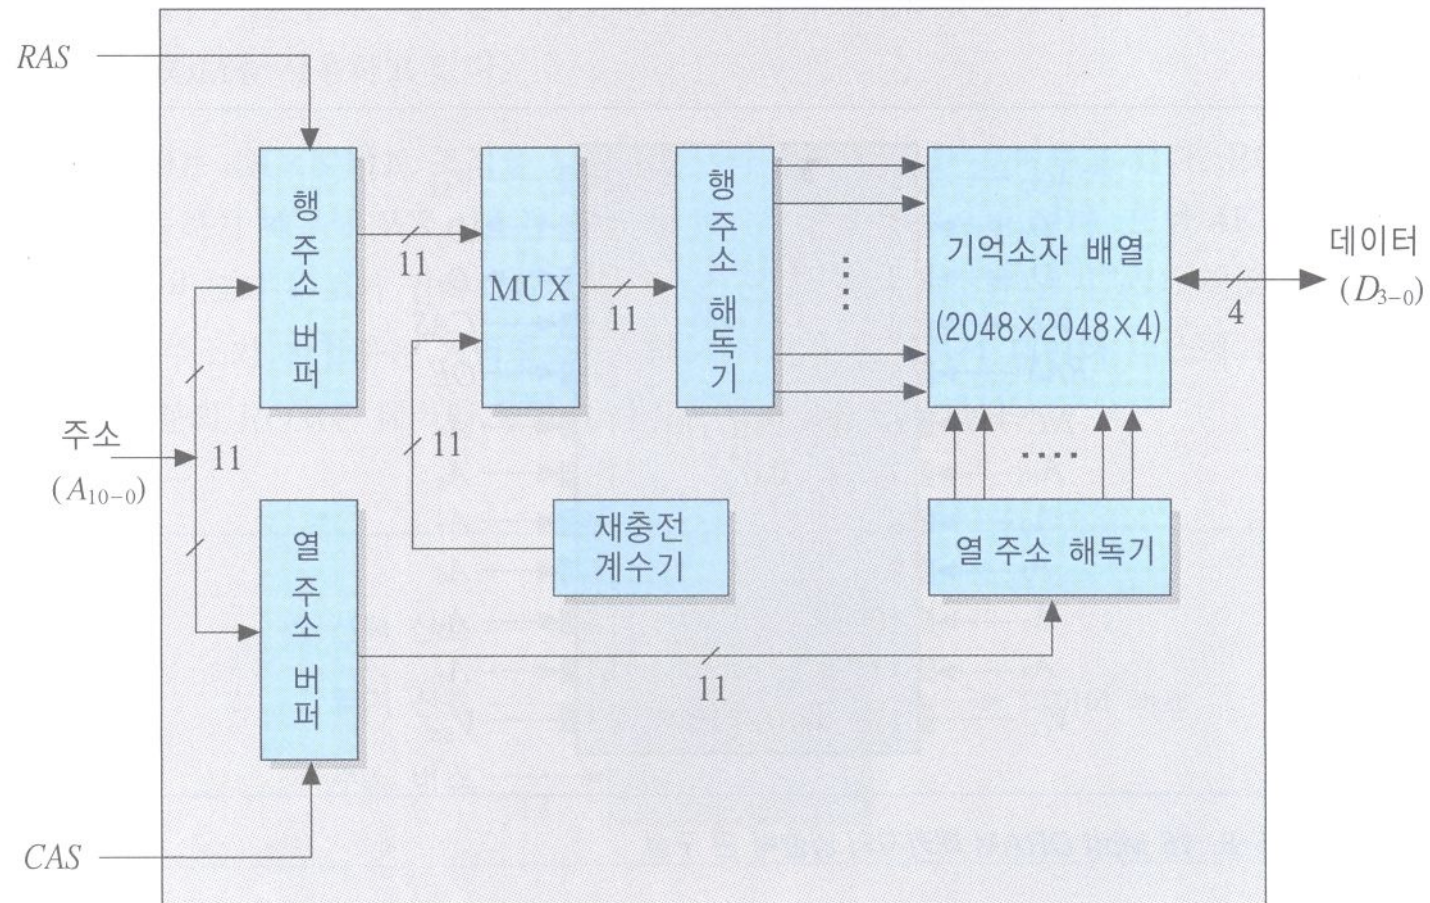 RAS
행 주소 버퍼
11
MUX
11
11
행 주소 해독기
기억소자 배열
(2048×2048×4)
4
데이터
(D₃₋₀)
주소
(A₁₀₋₀)
11
열 주소 버퍼
재충전
계수기
열 주소 해독기
11
CAS